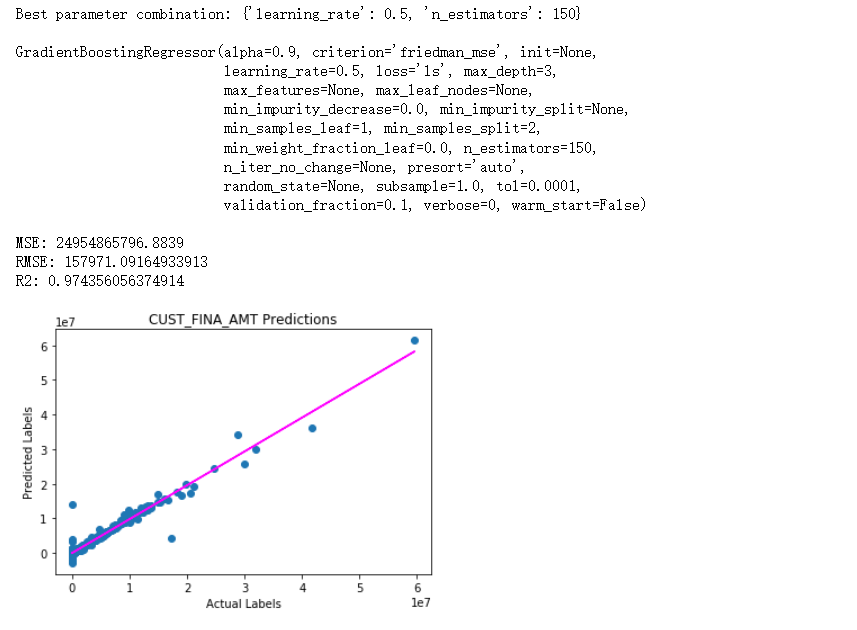 Best parameter combination: {'learning_rate': 0.5, 'n_estimators': 150}
GradientBoostingRegressor(alpha=0.9, criterion='friedman_mse', init=None,
learning_rate=0.5, loss='ls', max_depth=3,
max_features=None, max_leaf_nodes=None,
min_impurity_decrease=0.0, min_impurity_split=None,
min_samples_leaf=1, min_samples_split=2,
min_weight_fraction_leaf=0.0, n_estimators=150,
n_iter_no_change=None, presort='auto',
random_state=None, subsample=1.0, tol=0.0001,
validation_fraction=0.1, verbose=0, warm_start=False)
MSE: 24954865796.8839
RMSE: 157971.09164933913
R2: 0.974356056374914
CUST_FINA_AMT Predictions
1e7
6
5
4
3
2
1
0
Predicted Labels
0 1 2 3 4 5 6
Actual Labels
1e7